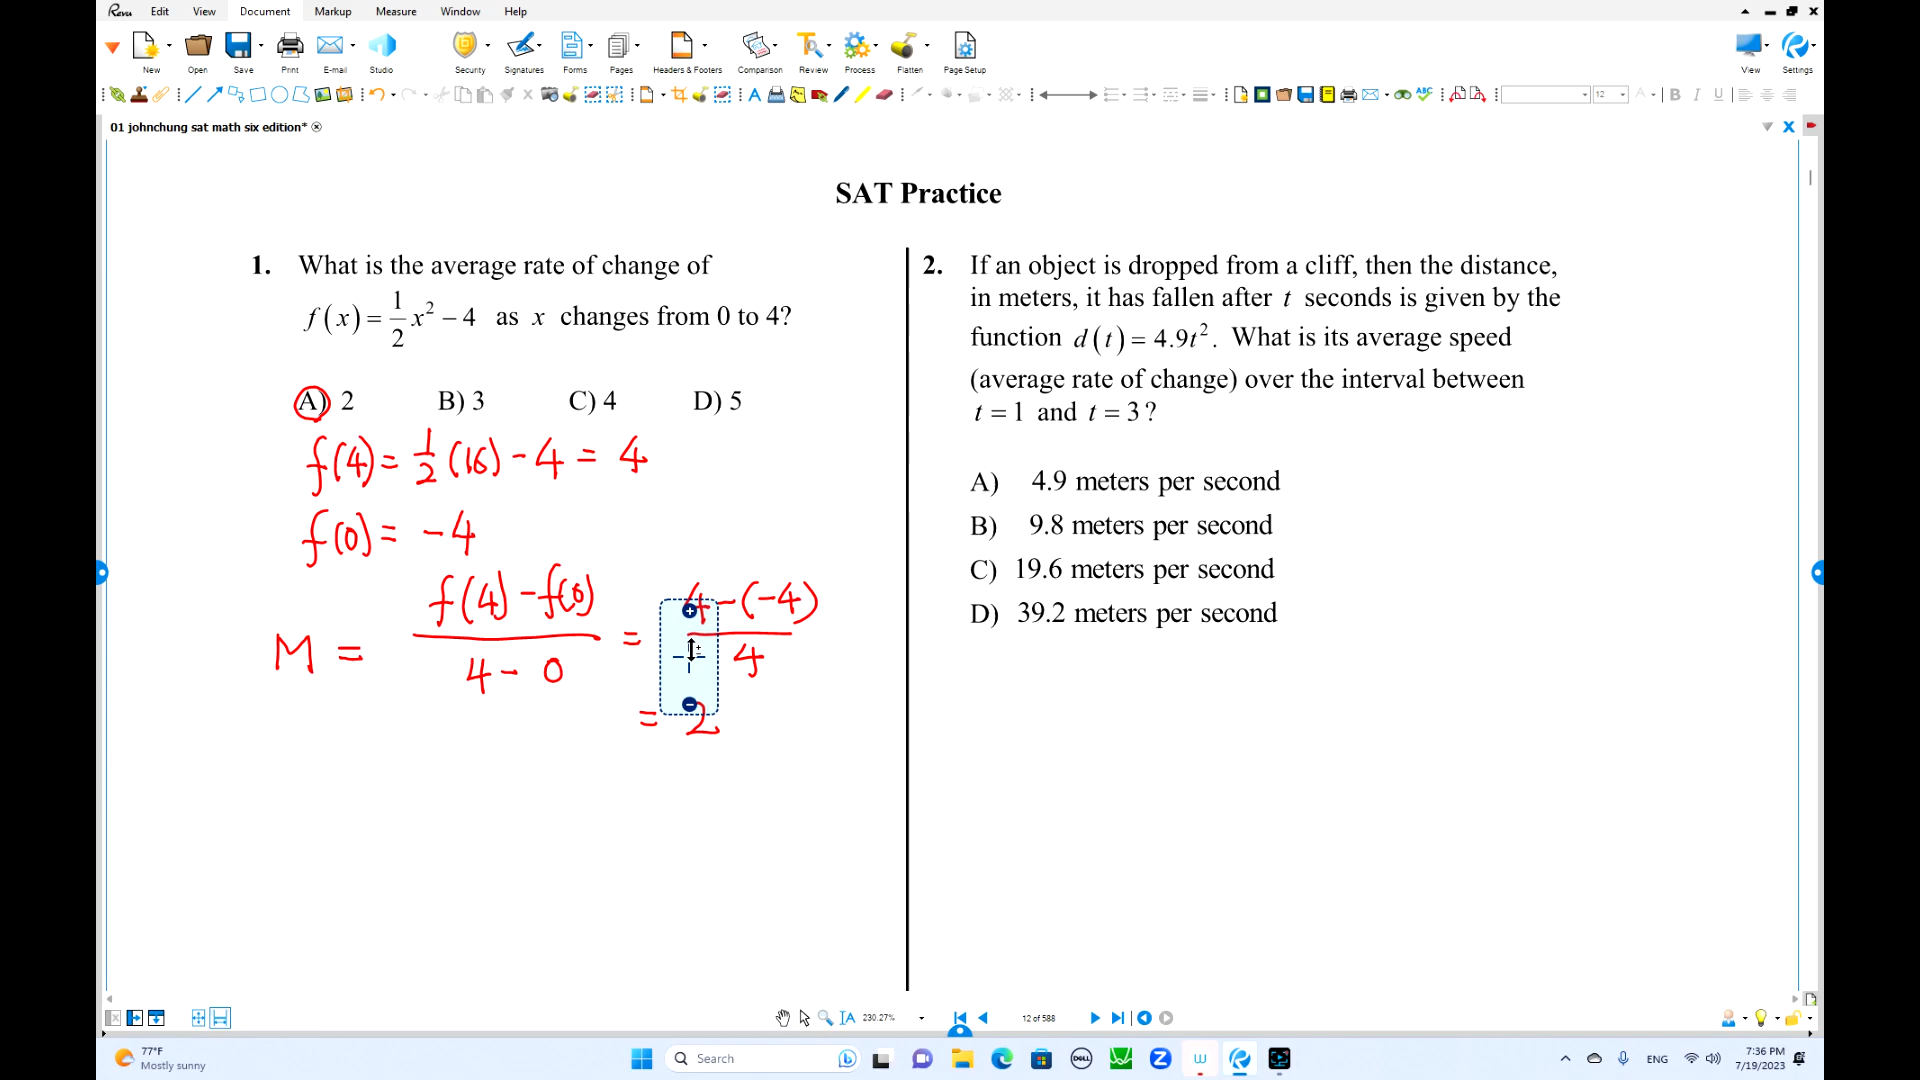 Revu Edit View Document Markup Measure Window Help
New Open Save Print E-mail Studio Security Signatures Forms Pages Headers & Footers Comparison Review Process Flatten Page Setup View Settings
12
01 johnchung sat math six edition*
SAT Practice
1. What is the average rate of change of
f(x) = 1/2 x² − 4 as x changes from 0 to 4?
A) 2 B) 3 C) 4 D) 5
f(4) = 1/2 (16) − 4 = 4
f(0) = −4
M = f(4) − f(0) / 4 − 0 = 4 − (−4) / 4
= 2
2. If an object is dropped from a cliff, then the distance,
in meters, it has fallen after t seconds is given by the
function d(t) = 4.9t². What is its average speed
(average rate of change) over the interval between
t = 1 and t = 3?
A) 4.9 meters per second
B) 9.8 meters per second
C) 19.6 meters per second
D) 39.2 meters per second
230.27% 12 of 588
77°F
Mostly sunny
Search
DELL
ENG
7:36 PM
7/19/2023